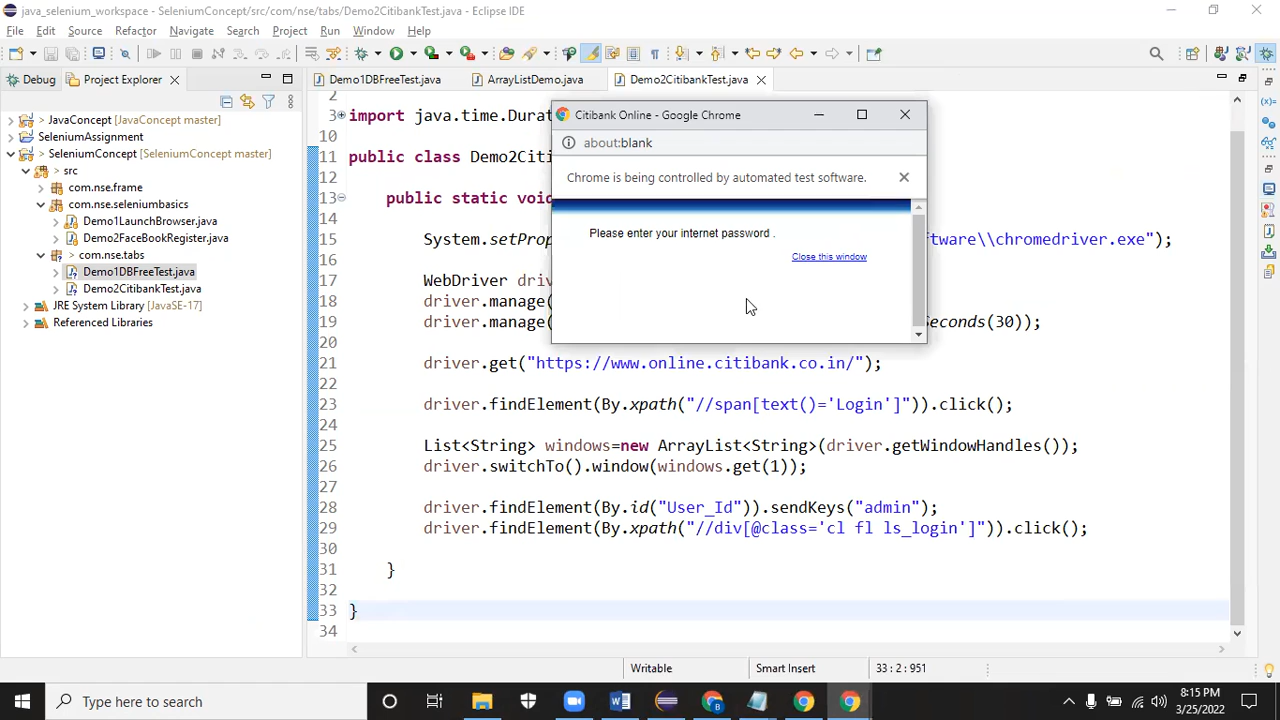 java_selenium_workspace - SeleniumConcept/src/com/nse/tabs/Demo2CitibankTest.java - Eclipse IDE
File Edit Source Refactor Navigate Search Project Run Window Help
Debug Project Explorer Demo1DBFreeTest.java ArrayListDemo.java Demo2CitibankTest.java
JavaConcept (JavaConcept master)
SeleniumAssignment
SeleniumConcept (SeleniumConcept master)
src
com.nse.frame
com.nse.seleniumbasics
Demo1LaunchBrowser.java
Demo2FaceBookRegister.java
com.nse.tabs
Demo1DBFreeTest.java
Demo2CitibankTest.java
JRE System Library (JavaSE-17)
Referenced Libraries
2
3 import java.time.Durat
10
11 public class Demo2Citi
12
13 public static void
14
15 System.setProp ftware\\chromedriver.exe");
16
17 WebDriver driv
18 driver.manage(
19 driver.manage( Seconds(30));
20
21 driver.get("https://www.online.citibank.co.in/");
22
23 driver.findElement(By.xpath("//span[text()='Login']")).click();
24
25 List<String> windows=new ArrayList<String>(driver.getWindowHandles());
26 driver.switchTo().window(windows.get(1));
27
28 driver.findElement(By.id("User_Id")).sendKeys("admin");
29 driver.findElement(By.xpath("//div[@class='cl fl ls_login']")).click();
30
31 }
32
33 }
34
Citibank Online - Google Chrome
about:blank
Chrome is being controlled by automated test software.
Please enter your internet password .
Close this window
Writable Smart Insert 33 : 2 : 951
Type here to search
8:15 PM
3/25/2022